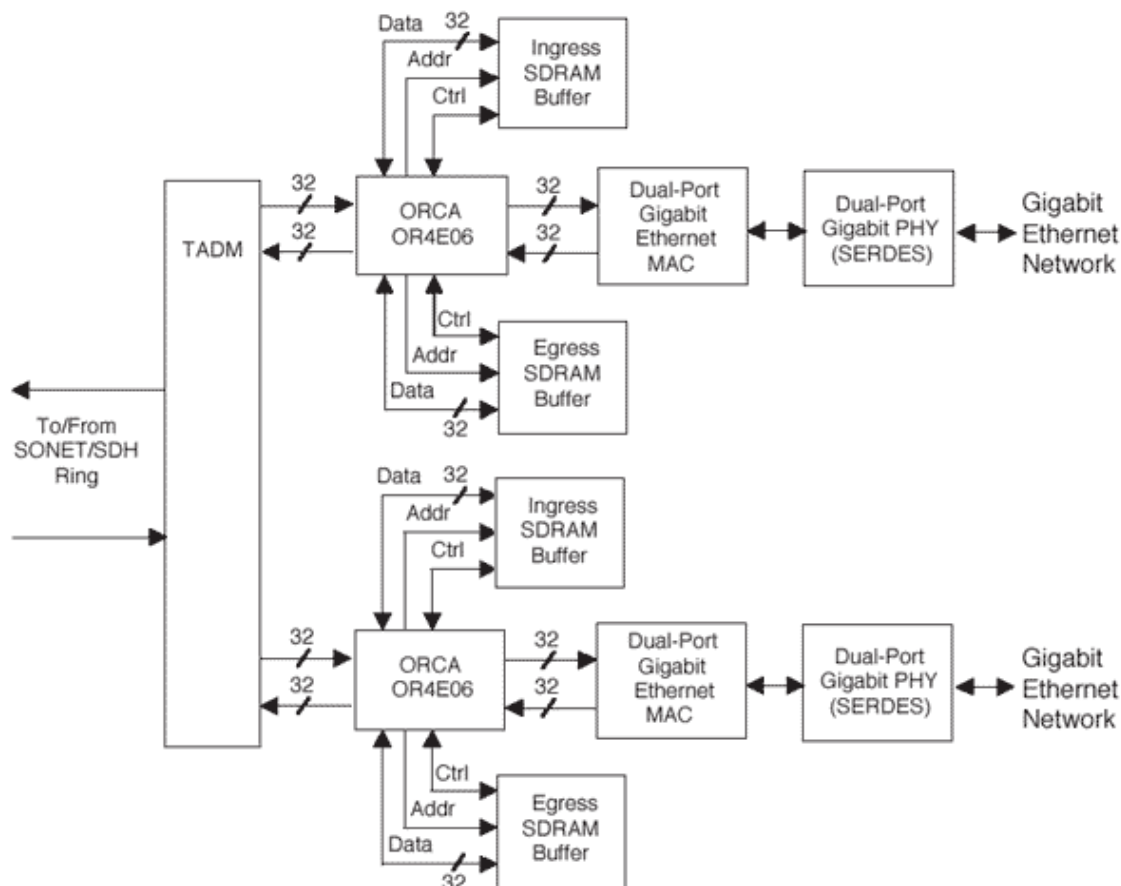 Data
32
Ingress
SDRAM
Buffer
Addr
Ctrl
TADM
32
32
ORCA
OR4E06
32
32
Dual-Port
Gigabit
Ethernet
MAC
Dual-Port
Gigabit PHY
(SERDES)
Gigabit
Ethernet
Network
Ctrl
Addr
Data
32
Egress
SDRAM
Buffer
To/From
SONET/SDH
Ring
Data
32
Addr
Ctrl
Ingress
SDRAM
Buffer
32
32
ORCA
OR4E06
32
32
Dual-Port
Gigabit
Ethernet
MAC
Dual-Port
Gigabit PHY
(SERDES)
Gigabit
Ethernet
Network
Ctrl
Addr
Data
32
Egress
SDRAM
Buffer